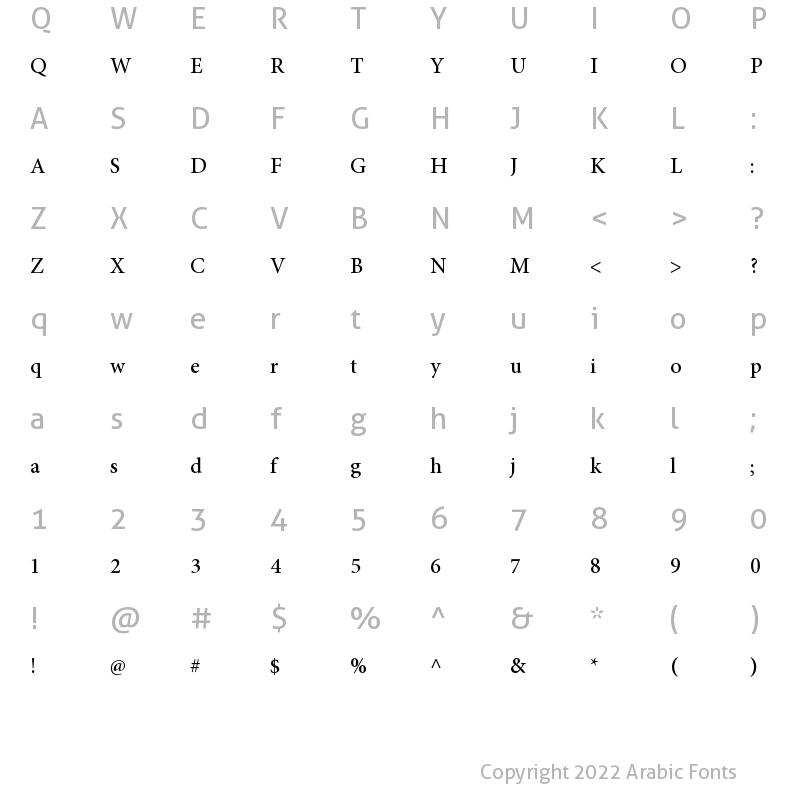 Q W E R T Y U I O P
Q W E R T Y U I O P
A S D F G H J K L :
A S D F G H J K L :
Z X C V B N M < > ?
Z X C V B N M < > ?
q w e r t y u i o p
q w e r t y u i o p
a s d f g h j k l ;
a s d f g h j k l ;
1 2 3 4 5 6 7 8 9 0
1 2 3 4 5 6 7 8 9 0
! @ # $ % ^ & * ( )
! @ # $ % ^ & * ( )
Copyright 2022 Arabic Fonts